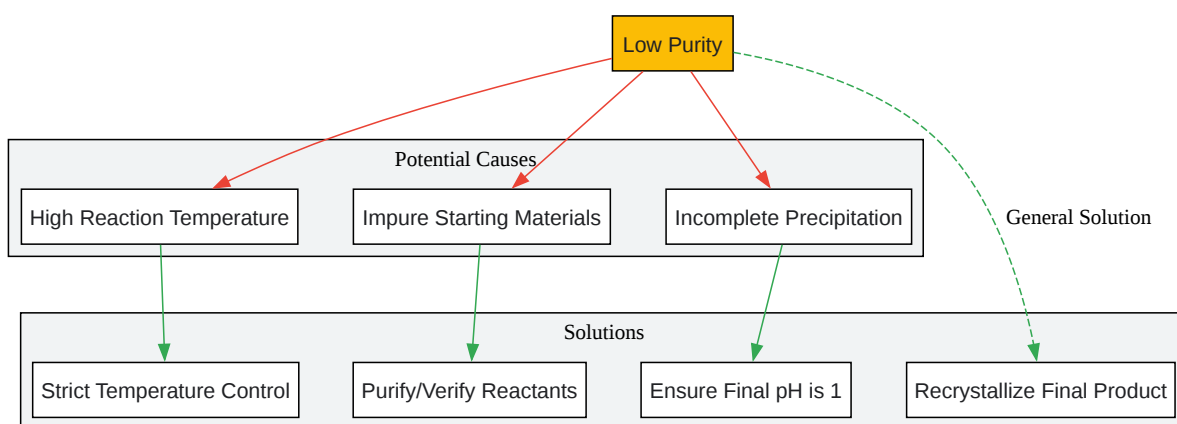 Low Purity
Potential Causes
High Reaction Temperature
Impure Starting Materials
Incomplete Precipitation
General Solution
Solutions
Strict Temperature Control
Purify/Verify Reactants
Ensure Final pH is 1
Recrystallize Final Product